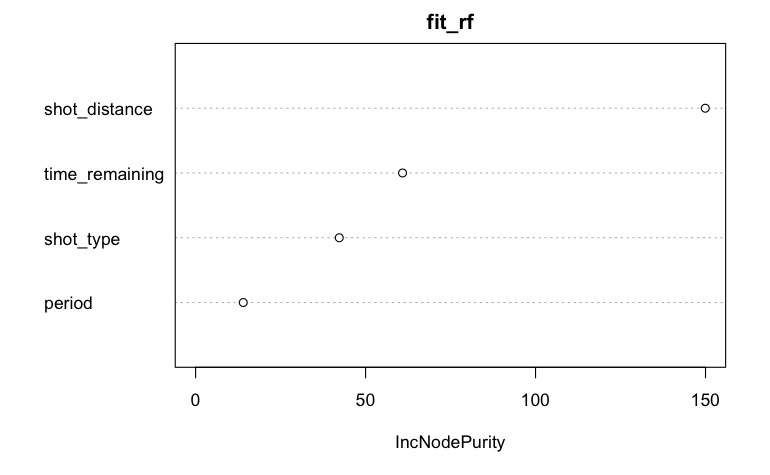 fit_rf
shot_distance
time_remaining
shot_type
period
0 50 100 150
IncNodePurity